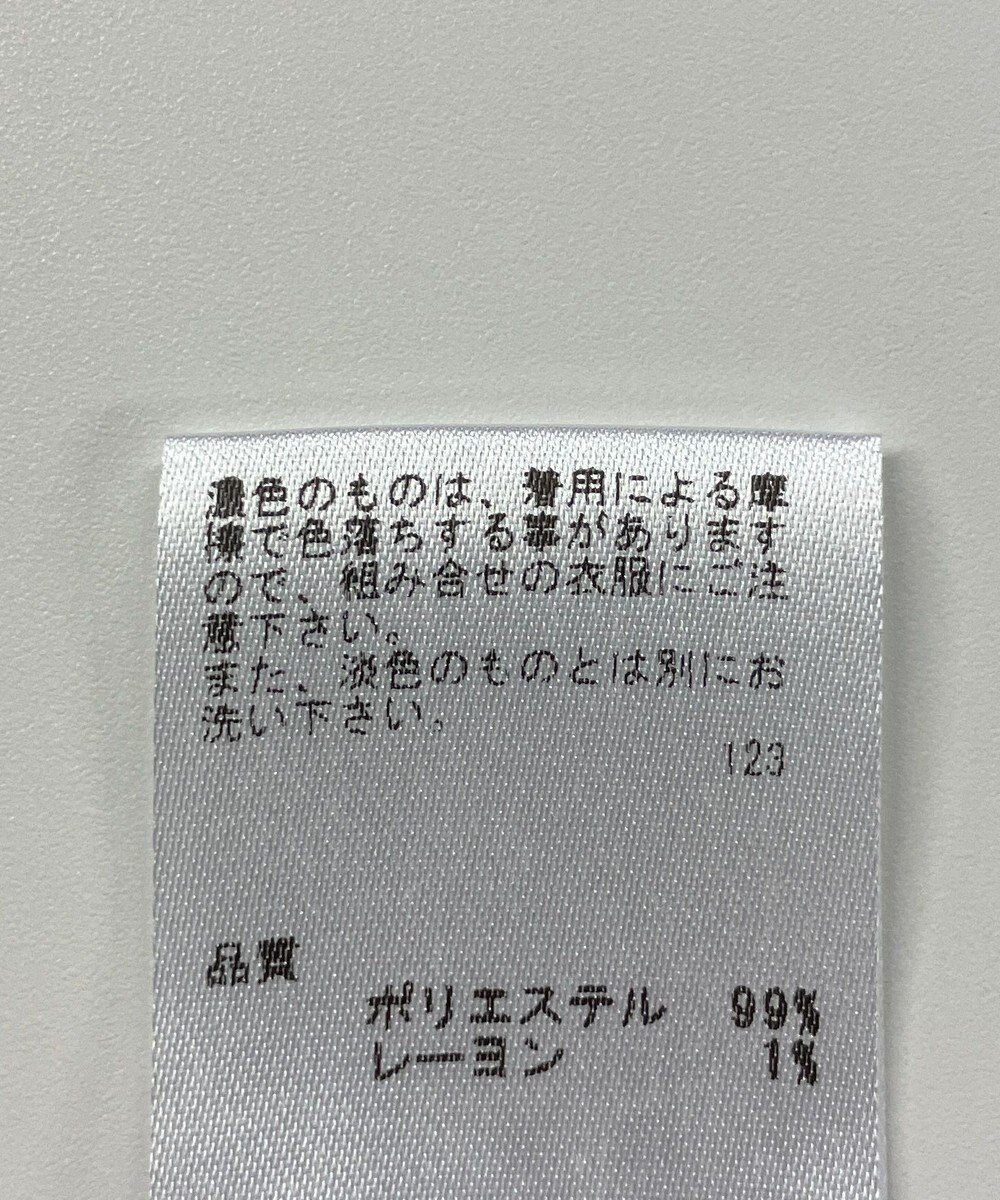 濃色のものは、着用による摩
擦で色落ちする事があります
ので、組み合せの衣服にご注
意下さい。
また、淡色のものとは別にお
洗い下さい。
123
品質
ポリエステル 99%
レーヨン 1%